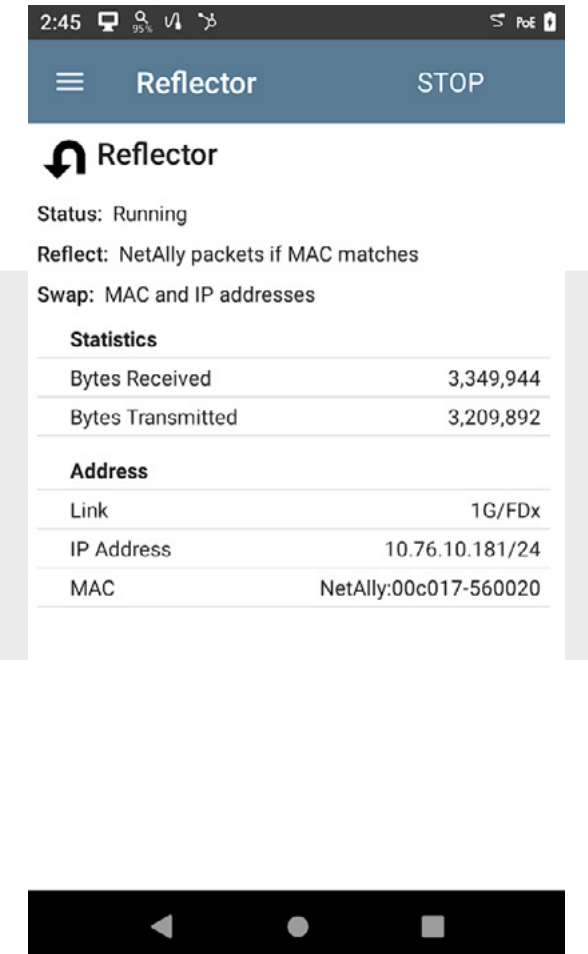 2:45 95% PoE
Reflector STOP
Reflector
Status: Running
Reflect: NetAlly packets if MAC matches
Swap: MAC and IP addresses
Statistics
Bytes Received 3,349,944
Bytes Transmitted 3,209,892
Address
Link 1G/FDx
IP Address 10.76.10.181/24
MAC NetAlly:00c017-560020